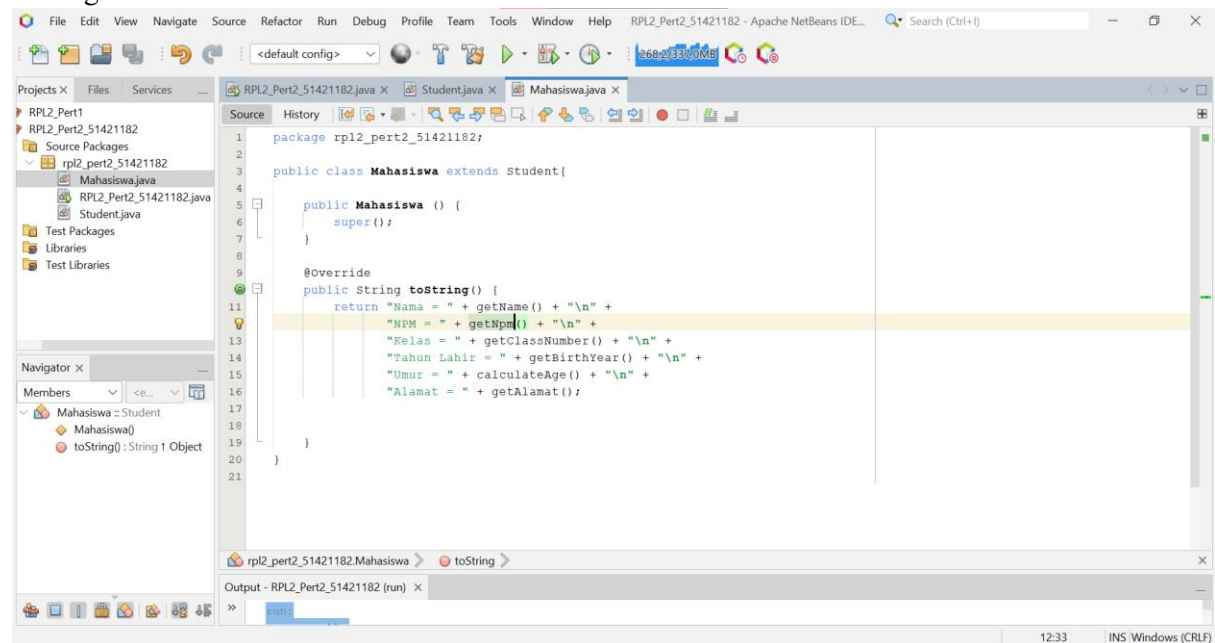 File Edit View Navigate Source Refactor Run Debug Profile Team Tools Window Help RPL2_Pert2_51421182 - Apache NetBeans IDE... Search (Ctrl+I)
<default config> 268.2/337.0MB
Projects Files Services
RPL2_Pert1
RPL2_Pert2_51421182
Source Packages
rpl2_pert2_51421182
Mahasiswa.java
RPL2_Pert2_51421182.java
Student.java
Test Packages
Libraries
Test Libraries
Navigator
Members <e...
Mahasiswa :: Student
Mahasiswa()
toString() : String ↑ Object
RPL2_Pert2_51421182.java Student.java Mahasiswa.java
Source History
1 package rpl2_pert2_51421182;
2
3 public class Mahasiswa extends Student{
4
5 public Mahasiswa () {
6 super();
7 }
8
9 @Override
public String toString() {
11 return "Nama = " + getName() + "\n" +
"NPM = " + getNpm() + "\n" +
13 "Kelas = " + getClassNumber() + "\n" +
14 "Tahun Lahir = " + getBirthYear() + "\n" +
15 "Umur = " + calculateAge() + "\n" +
16 "Alamat = " + getAlamat();
17
18
19 }
20 }
21
rpl2_pert2_51421182.Mahasiswa toString
Output - RPL2_Pert2_51421182 (run)
run:
12:33 INS Windows (CRLF)